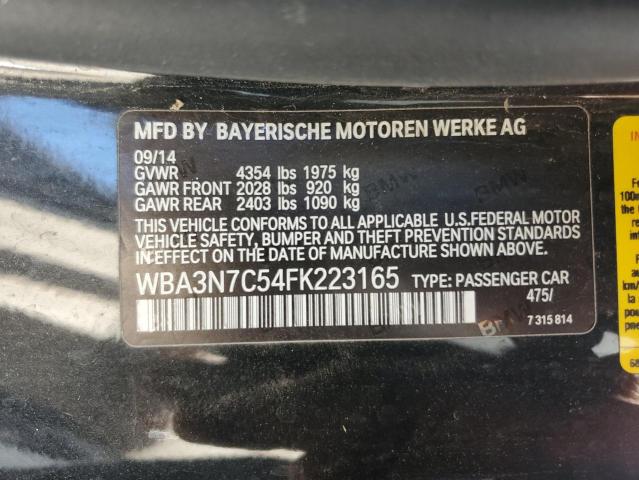 MFD BY BAYERISCHE MOTOREN WERKE AG
09/14
GVWR 4354 lbs 1975 kg
GAWR FRONT 2028 lbs 920 kg
GAWR REAR 2403 lbs 1090 kg
THIS VEHICLE CONFORMS TO ALL APPLICABLE U.S.FEDERAL MOTOR
VEHICLE SAFETY, BUMPER AND THEFT PREVENTION STANDARDS
IN EFFECT ON THE DATE OF MANUFACTURE SHOWN ABOVE.
WBA3N7C54FK223165 TYPE: PASSENGER CAR
475/
7 315 814
BMW